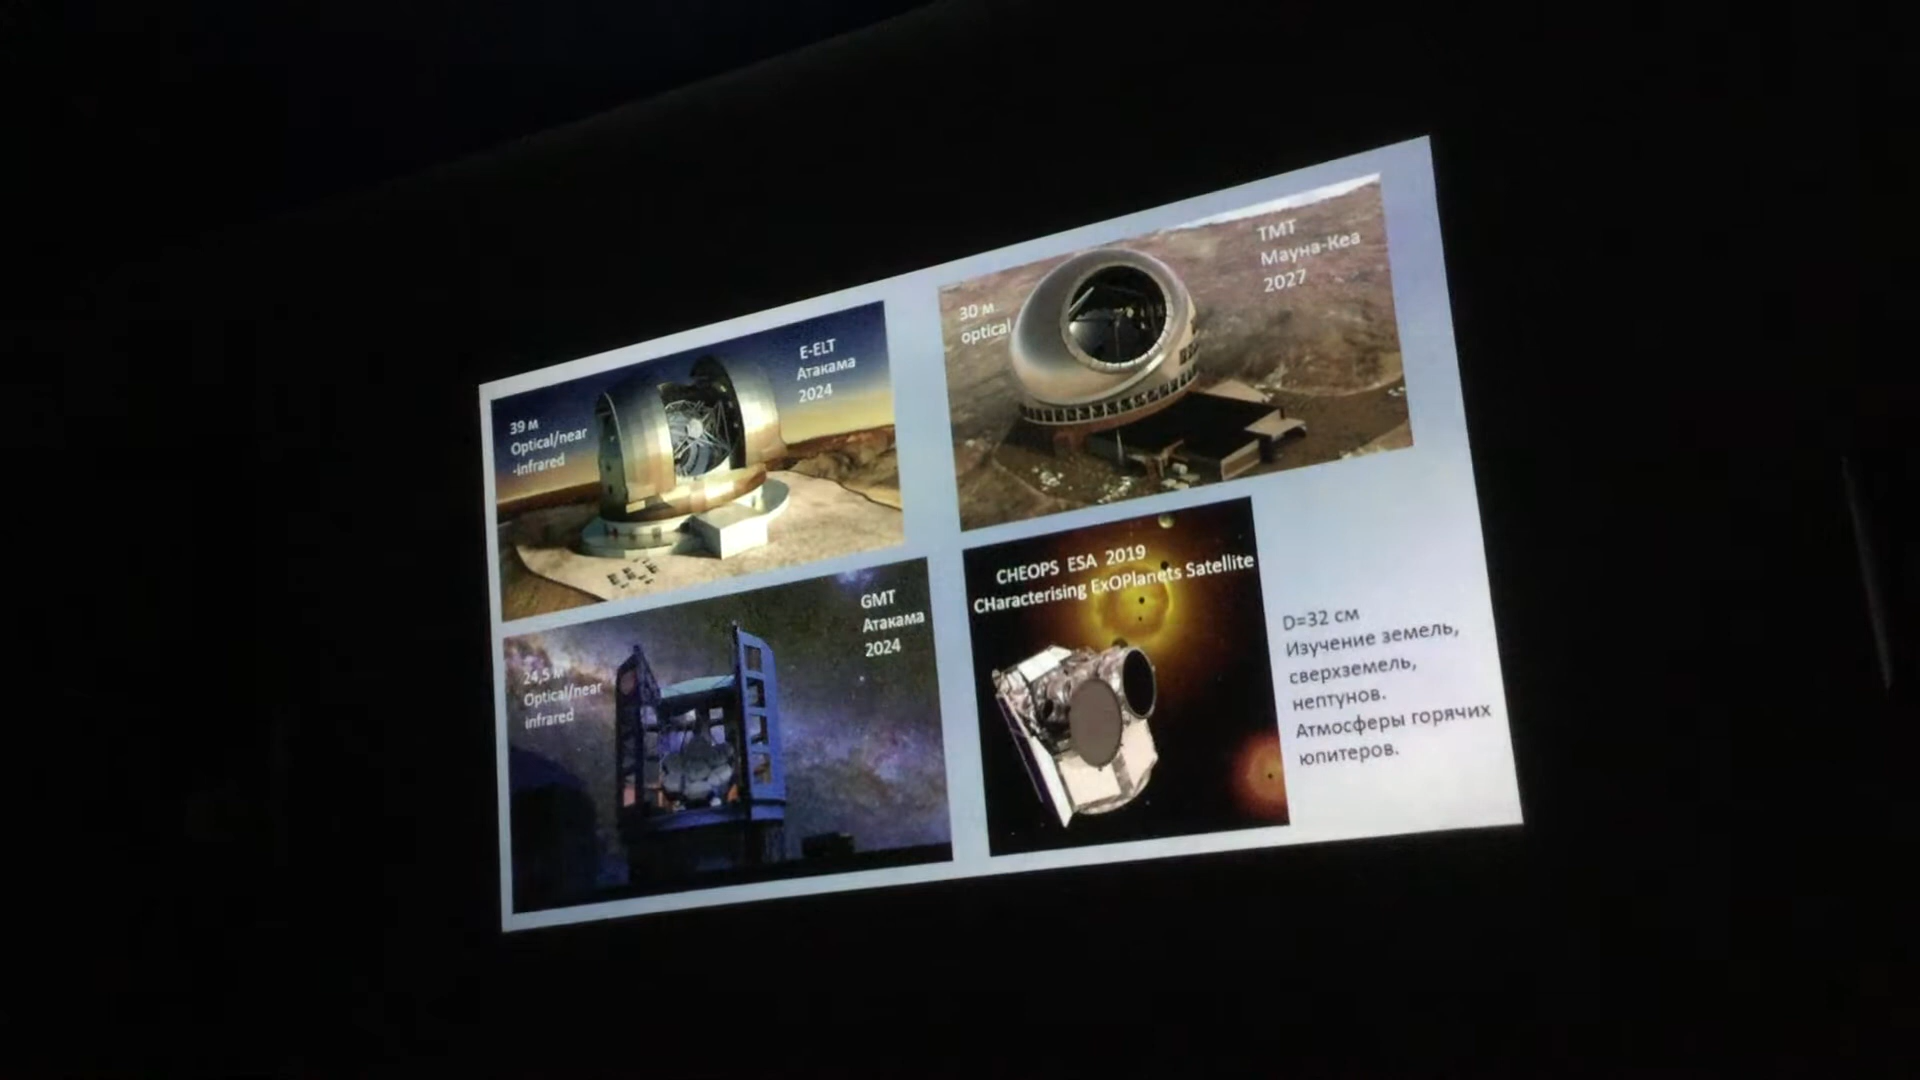 39 м
Optical/near
-infrared
E-ELT
Атакама
2024
30 м
optical
TMT
Мауна-Кеа
2027
24,5 м
Optical/near
infrared
GMT
Атакама
2024
CHEOPS ESA 2019
CHaracterising ExOPlanets Satellite
D=32 см
Изучение земель,
сверхземель,
нептунов.
Атмосферы горячих
юпитеров.